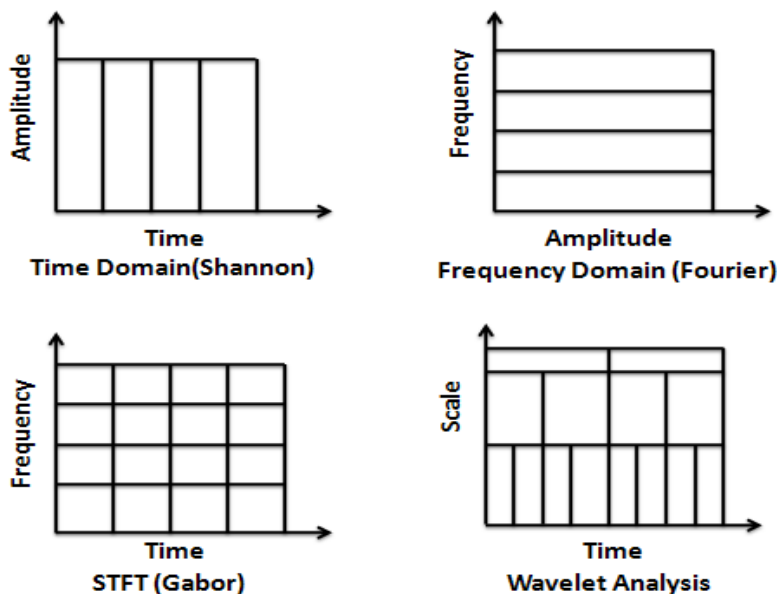 Amplitude
Time
Time Domain(Shannon)
Frequency
Amplitude
Frequency Domain (Fourier)
Frequency
Time
STFT (Gabor)
Scale
Time
Wavelet Analysis